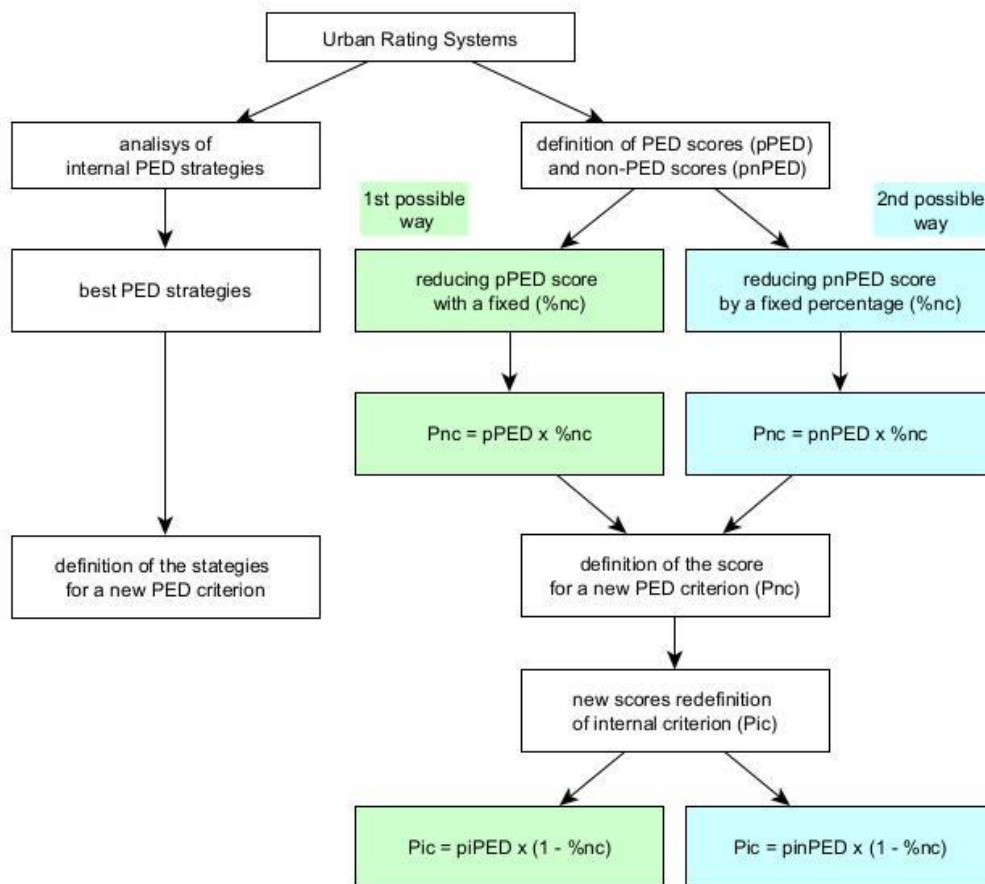 Urban Rating Systems
analisys of
internal PED strategies
definition of PED scores (pPED)
and non-PED scores (pnPED)
1st possible
way
2nd possible
way
best PED strategies
reducing pPED score
with a fixed (%nc)
reducing pnPED score
by a fixed percentage (%nc)
Pnc = pPED x %nc
Pnc = pnPED x %nc
definition of the stategies
for a new PED criterion
definition of the score
for a new PED criterion (Pnc)
new scores redefinition
of internal criterion (Pic)
Pic = piPED x (1 - %nc)
Pic = pinPED x (1 - %nc)